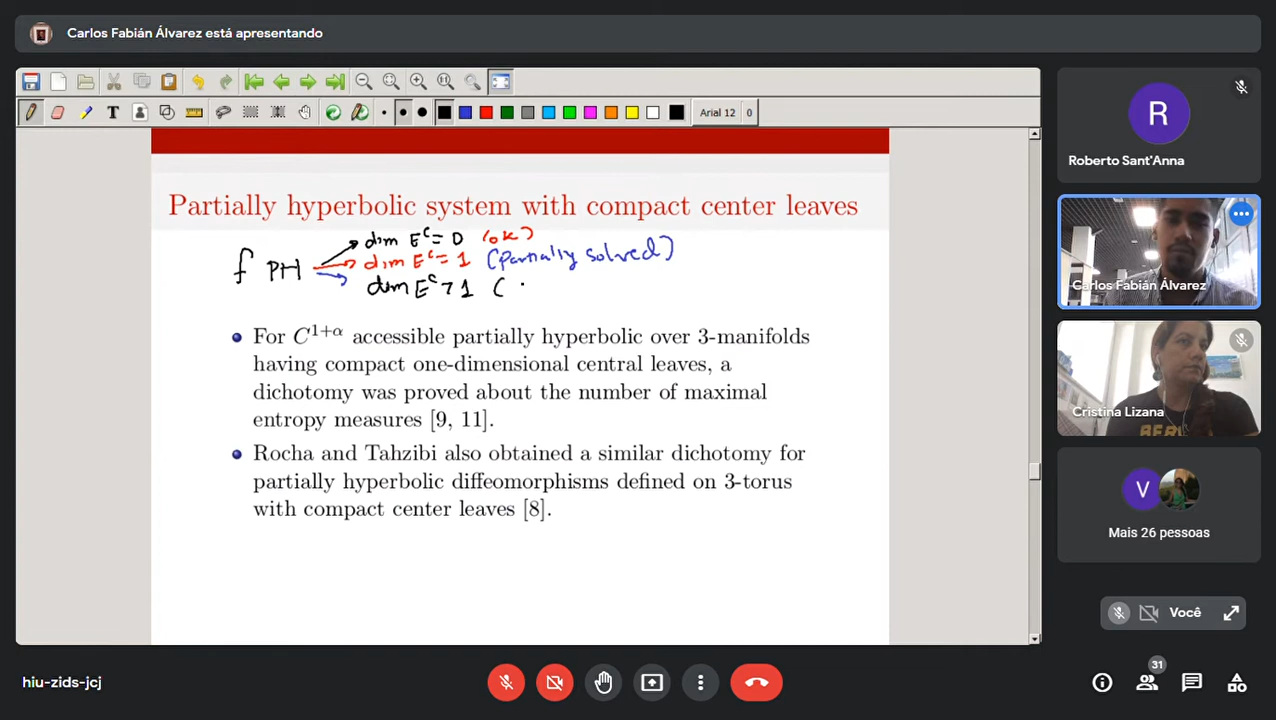 Carlos Fabián Álvarez está apresentando
T
Arial 12 0
Partially hyperbolic system with compact center leaves
f PH
dim E^c = 0 (ok)
dim E^c = 1 (partially solved)
dim E^c > 1 (
For C^{1+α} accessible partially hyperbolic over 3-manifolds
having compact one-dimensional central leaves, a
dichotomy was proved about the number of maximal
entropy measures [9, 11].
Rocha and Tahzibi also obtained a similar dichotomy for
partially hyperbolic diffeomorphisms defined on 3-torus
with compact center leaves [8].
R
Roberto Sant'Anna
Carlos Fabián Álvarez
Cristina Lizana
V
Mais 26 pessoas
Você
hiu-zids-jcj
31